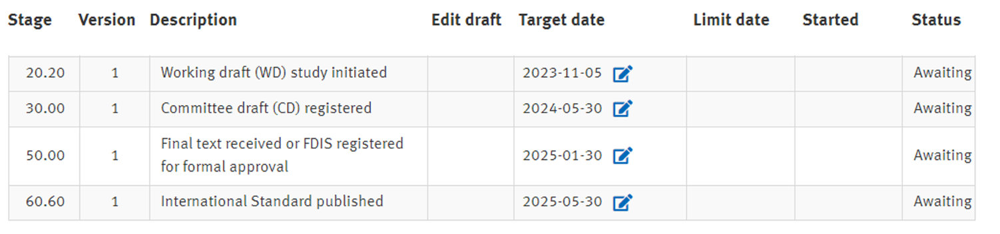 Stage Version Description Edit draft Target date Limit date Started Status
20.20 1 Working draft (WD) study initiated 2023-11-05 Awaiting
30.00 1 Committee draft (CD) registered 2024-05-30 Awaiting
Final text received or FDIS registered
50.00 1 2025-01-30 Awaiting
for formal approval
60.60 1 International Standard published 2025-05-30 Awaiting